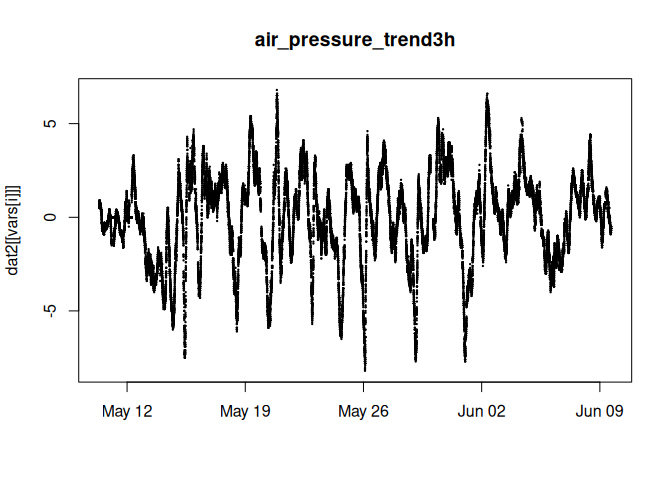 air_pressure_trend3h
dat2[[vars[i]]]
5
0
-5
May 12 May 19 May 26 Jun 02 Jun 09